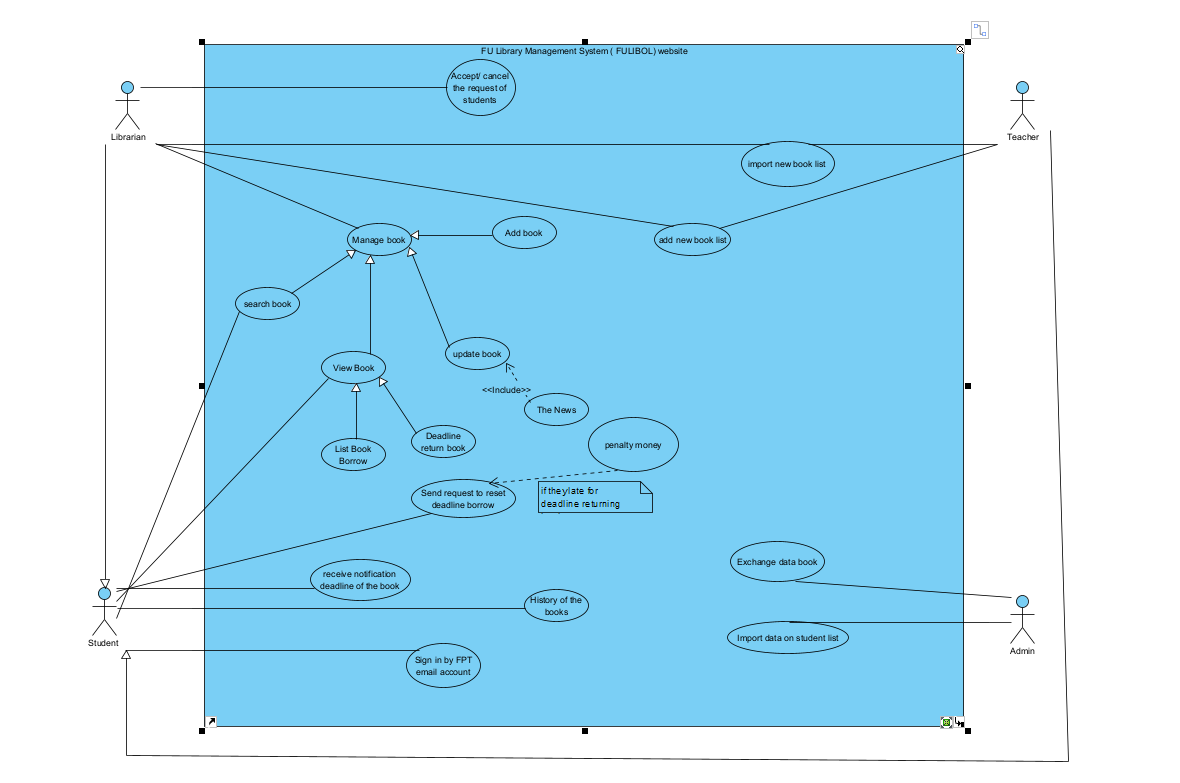 FU Library Management System ( FULIBOL) website
Accept/ cancel
the request of
students
Librarian
Teacher
import new book list
Manage book
Add book
add new book list
search book
View Book
update book
<<Include>>
The News
List Book
Borrow
Deadline
return book
penalty money
Send request to reset
deadline borrow
if they late for
deadline returning
Exchange data book
receive notification
deadline of the book
History of the
books
Student
Import data on student list
Admin
Sign in by FPT
email account